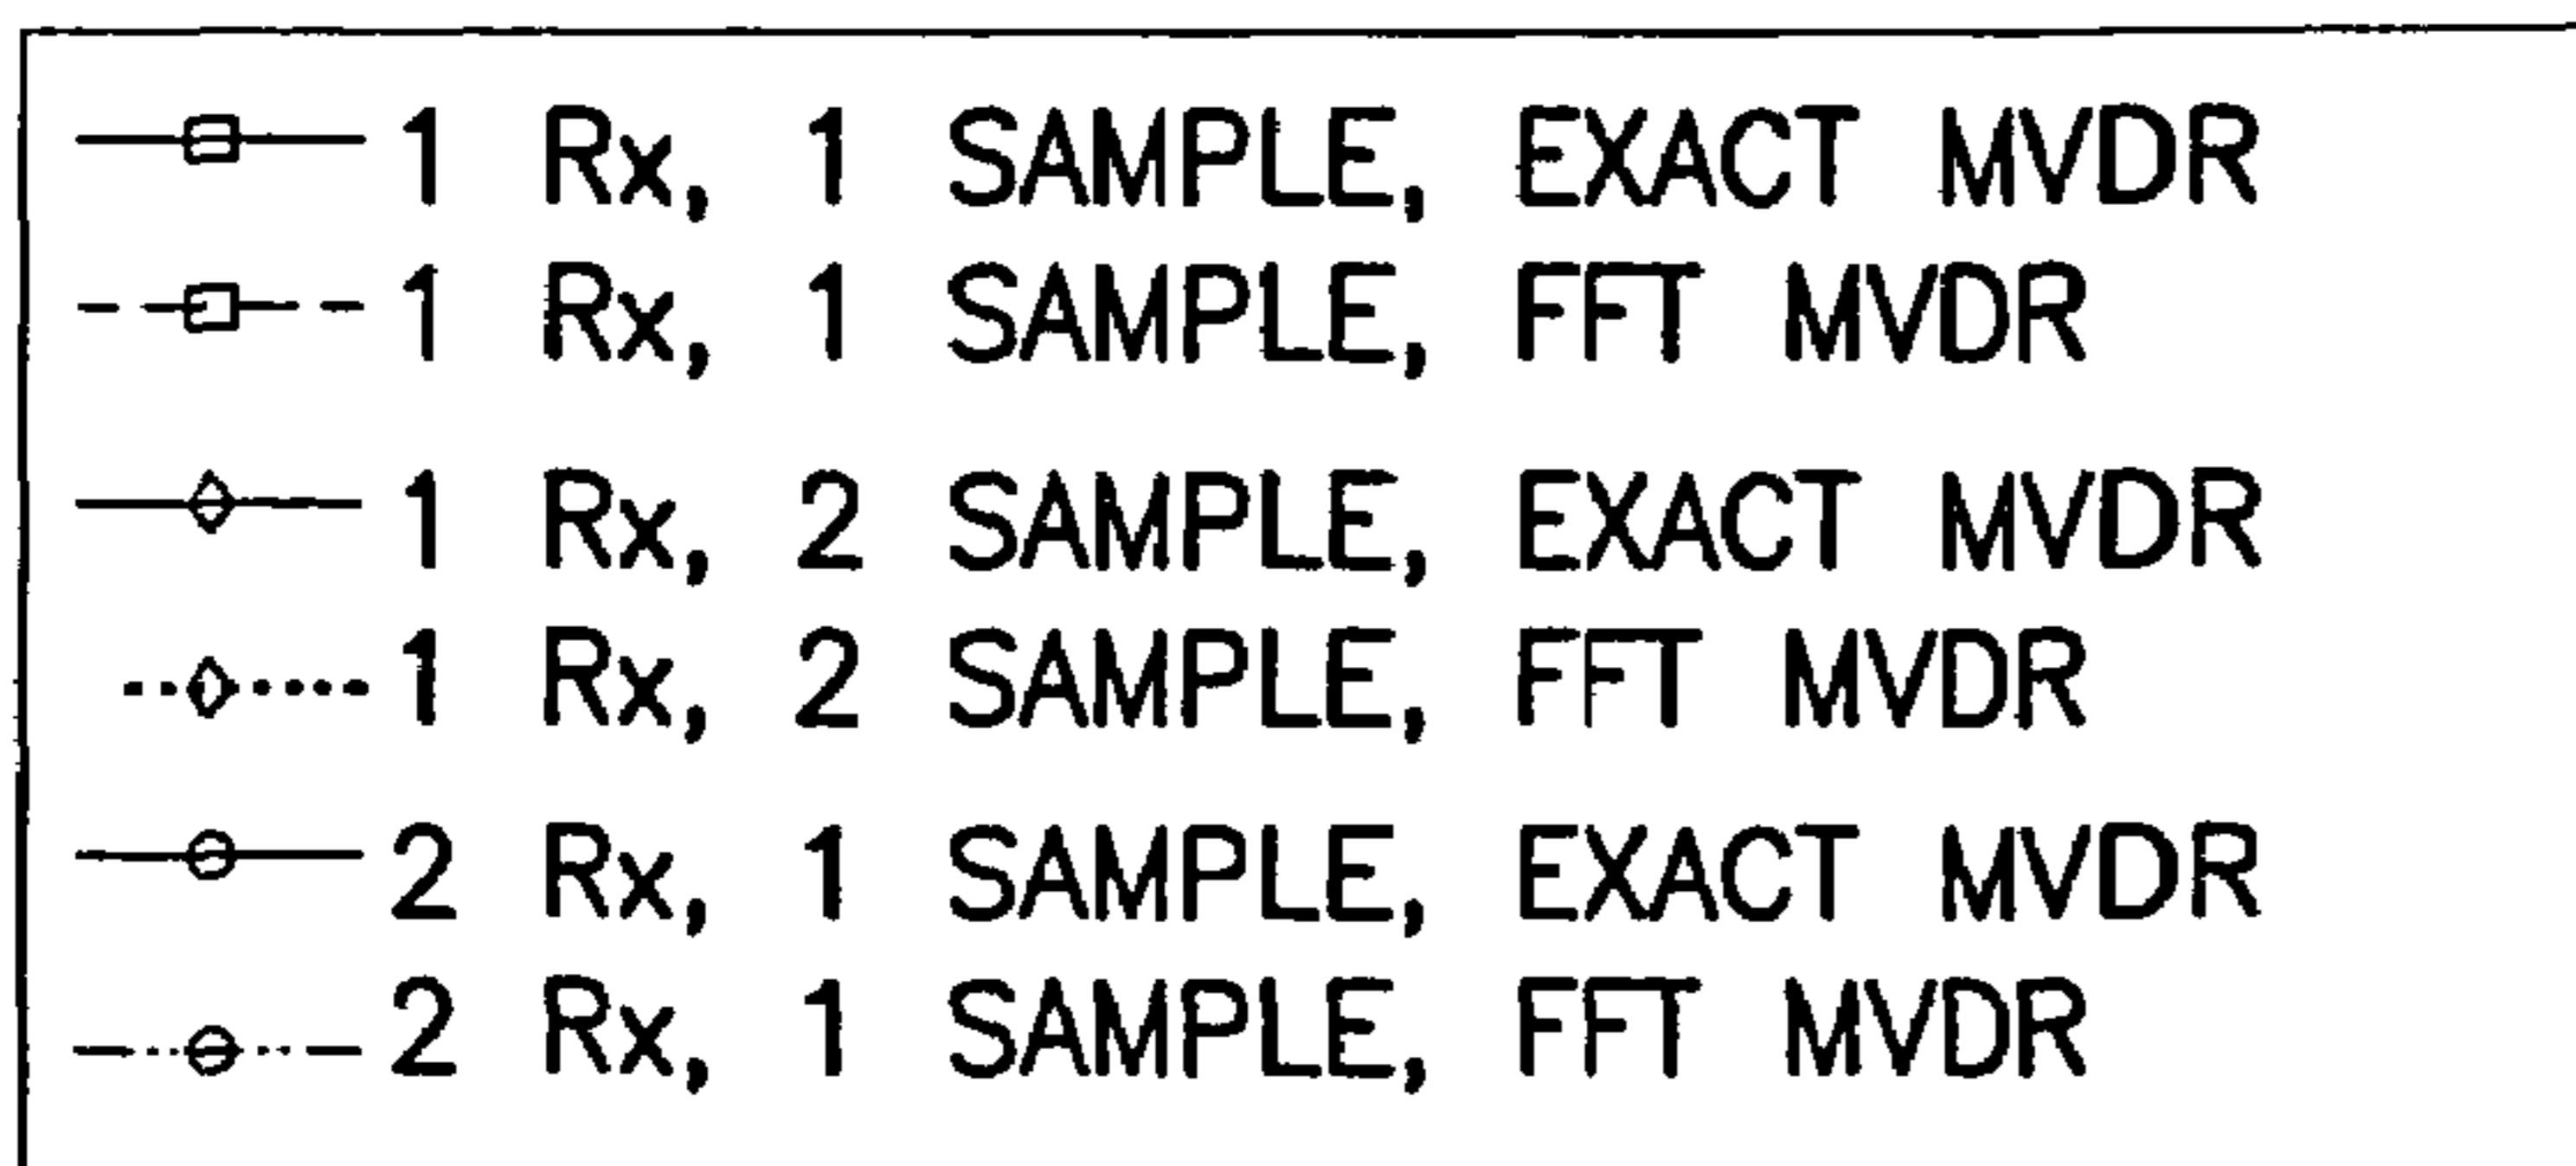 1 Rx, 1 SAMPLE, EXACT MVDR
1 Rx, 1 SAMPLE, FFT MVDR
1 Rx, 2 SAMPLE, EXACT MVDR
1 Rx, 2 SAMPLE, FFT MVDR
2 Rx, 1 SAMPLE, EXACT MVDR
2 Rx, 1 SAMPLE, FFT MVDR